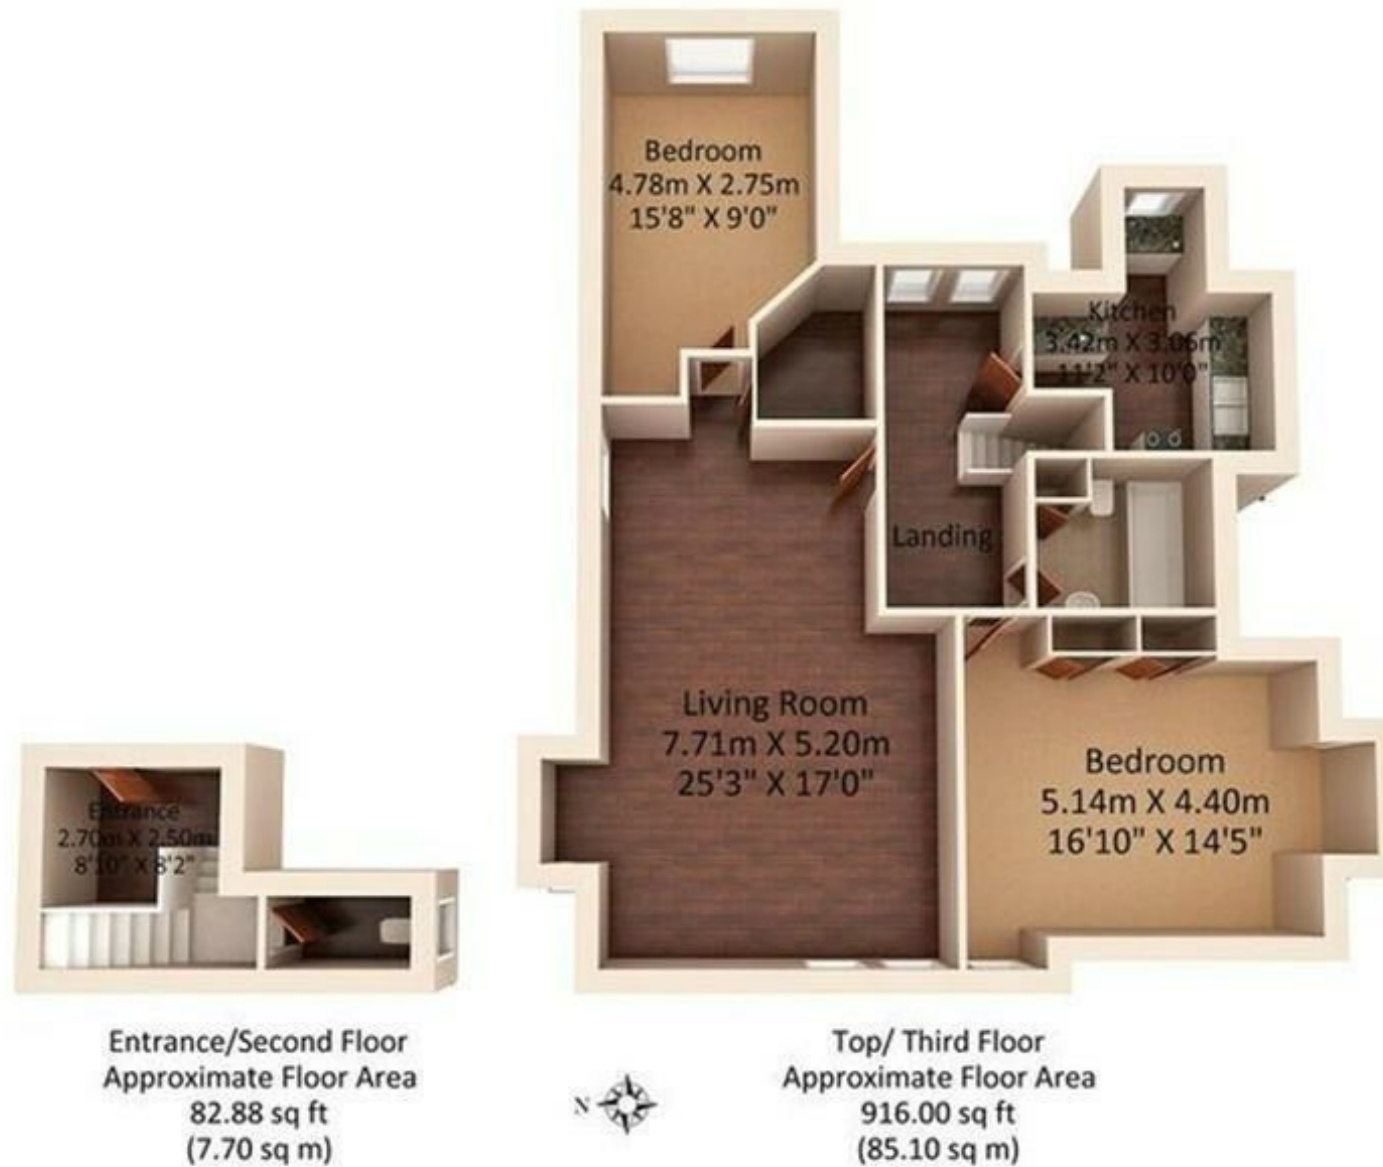 Bedroom
4.78m X 2.75m
15'8" X 9'0"
Kitchen
3.42m X 3.06m
11'2" X 10'0"
Landing
Living Room
7.71m X 5.20m
25'3" X 17'0"
Bedroom
5.14m X 4.40m
16'10" X 14'5"
Entrance
2.70m X 2.50m
8'10" X 8'2"
Entrance/Second Floor
Approximate Floor Area
82.88 sq ft
(7.70 sq m)
N
Top/ Third Floor
Approximate Floor Area
916.00 sq ft
(85.10 sq m)